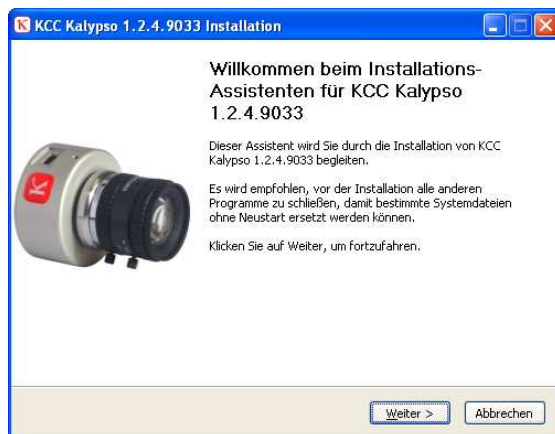 K KCC Kalypso 1.2.4.9033 Installation
Willkommen beim Installations-
Assistenten für KCC Kalypso
1.2.4.9033
Dieser Assistent wird Sie durch die Installation von KCC
Kalypso 1.2.4.9033 begleiten.
Es wird empfohlen, vor der Installation alle anderen
Programme zu schließen, damit bestimmte Systemdateien
ohne Neustart ersetzt werden können.
Klicken Sie auf Weiter, um fortzufahren.
K
Weiter >
Abbrechen